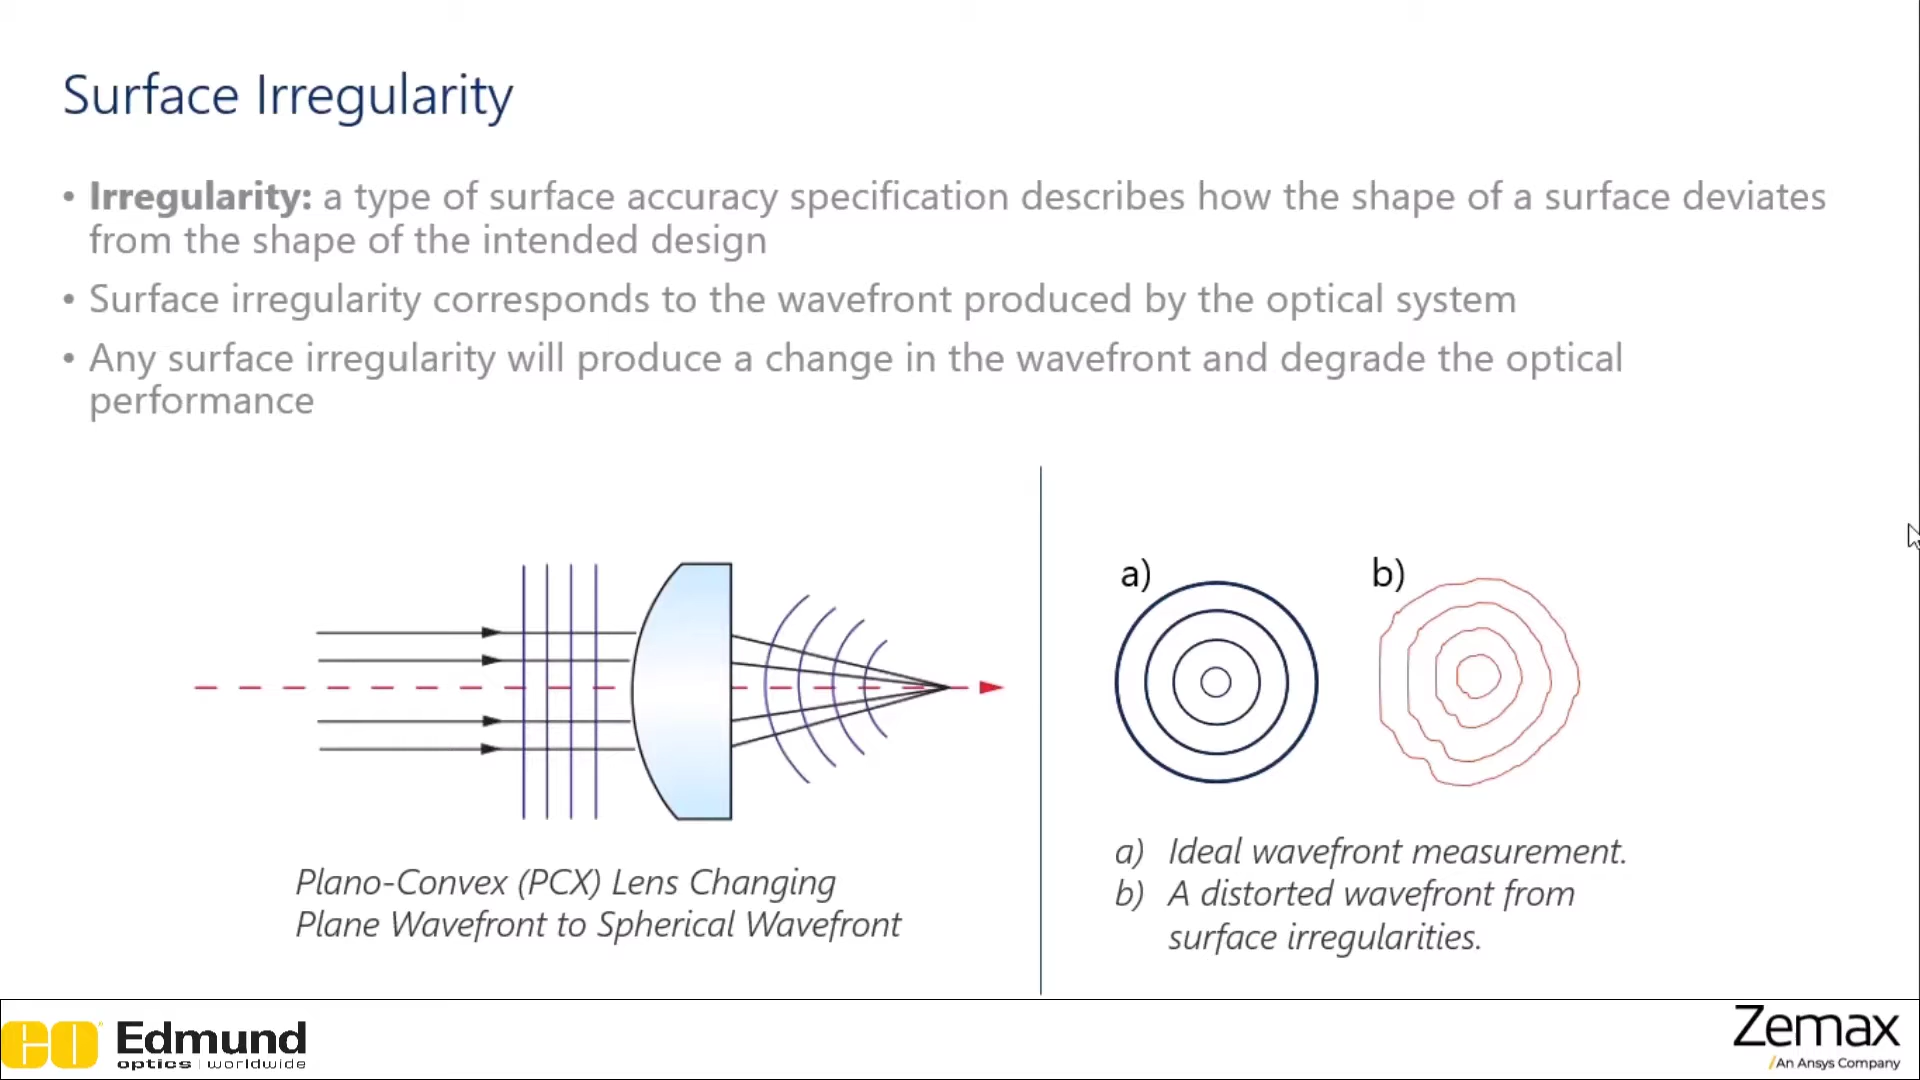 Surface Irregularity
• Irregularity: a type of surface accuracy specification describes how the shape of a surface deviates
from the shape of the intended design
• Surface irregularity corresponds to the wavefront produced by the optical system
• Any surface irregularity will produce a change in the wavefront and degrade the optical
performance
Plano-Convex (PCX) Lens Changing
Plane Wavefront to Spherical Wavefront
a) b)
a) Ideal wavefront measurement.
b) A distorted wavefront from
surface irregularities.
EO Edmund
optics | worldwide
Zemax
/An Ansys Company